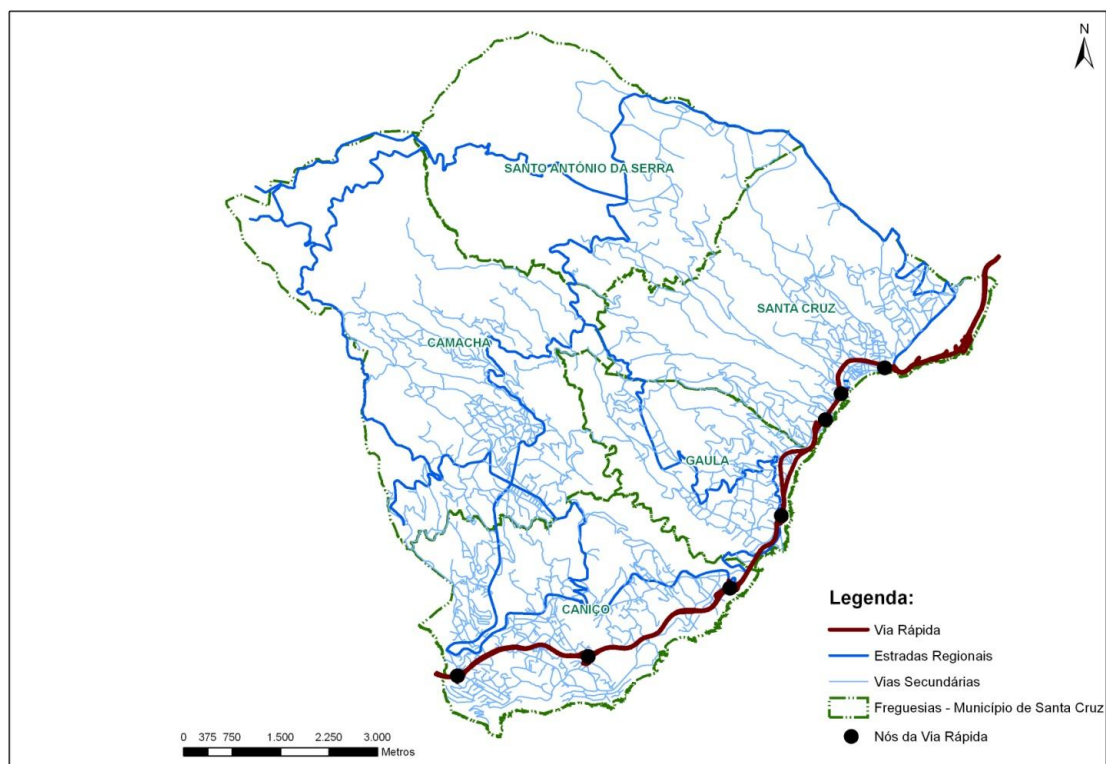 N
SANTO ANTÓNIO DA SERRA
SANTA CRUZ
CAMACHA
GAULA
CANIÇO
Legenda:
Via Rápida
Estradas Regionais
Vias Secundárias
Freguesias - Município de Santa Cruz
Nós da Via Rápida
0 375 750 1.500 2.250 3.000
Metros